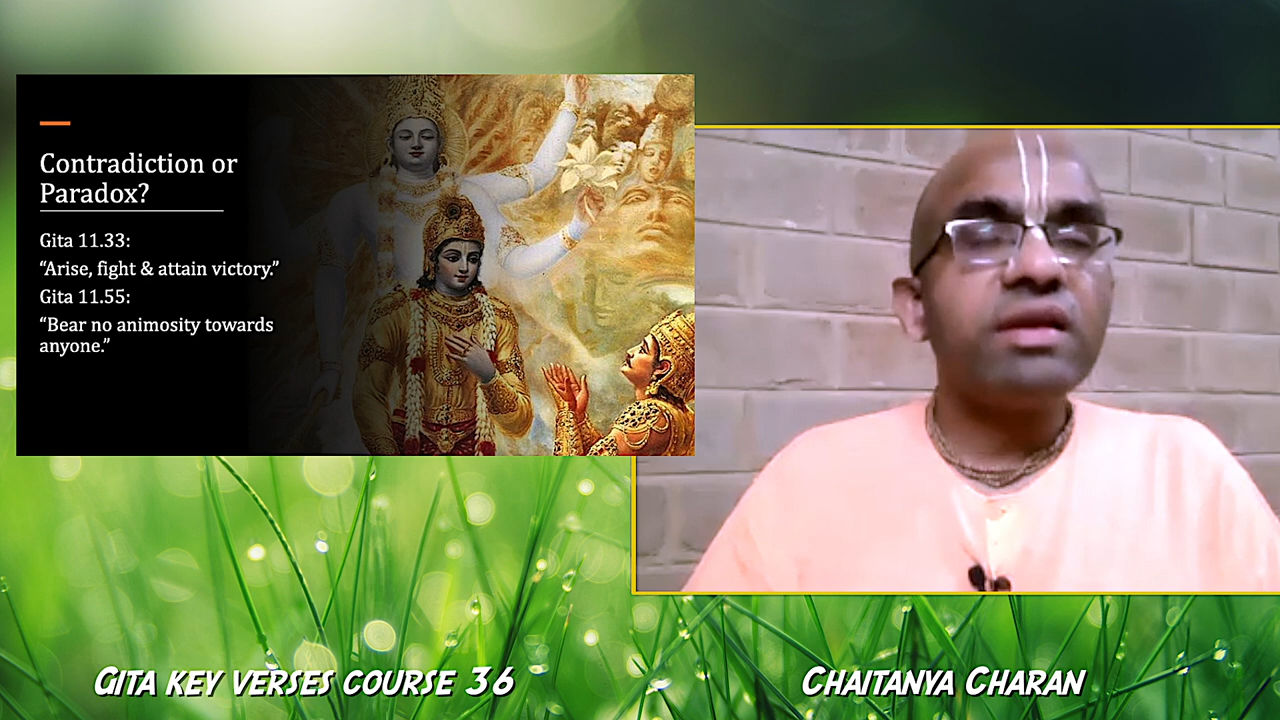 Contradiction or
Paradox?
Gita 11.33:
“Arise, fight & attain victory.”
Gita 11.55:
“Bear no animosity towards
anyone.”
GITA KEY VERSES COURSE 36
CHAITANYA CHARAN